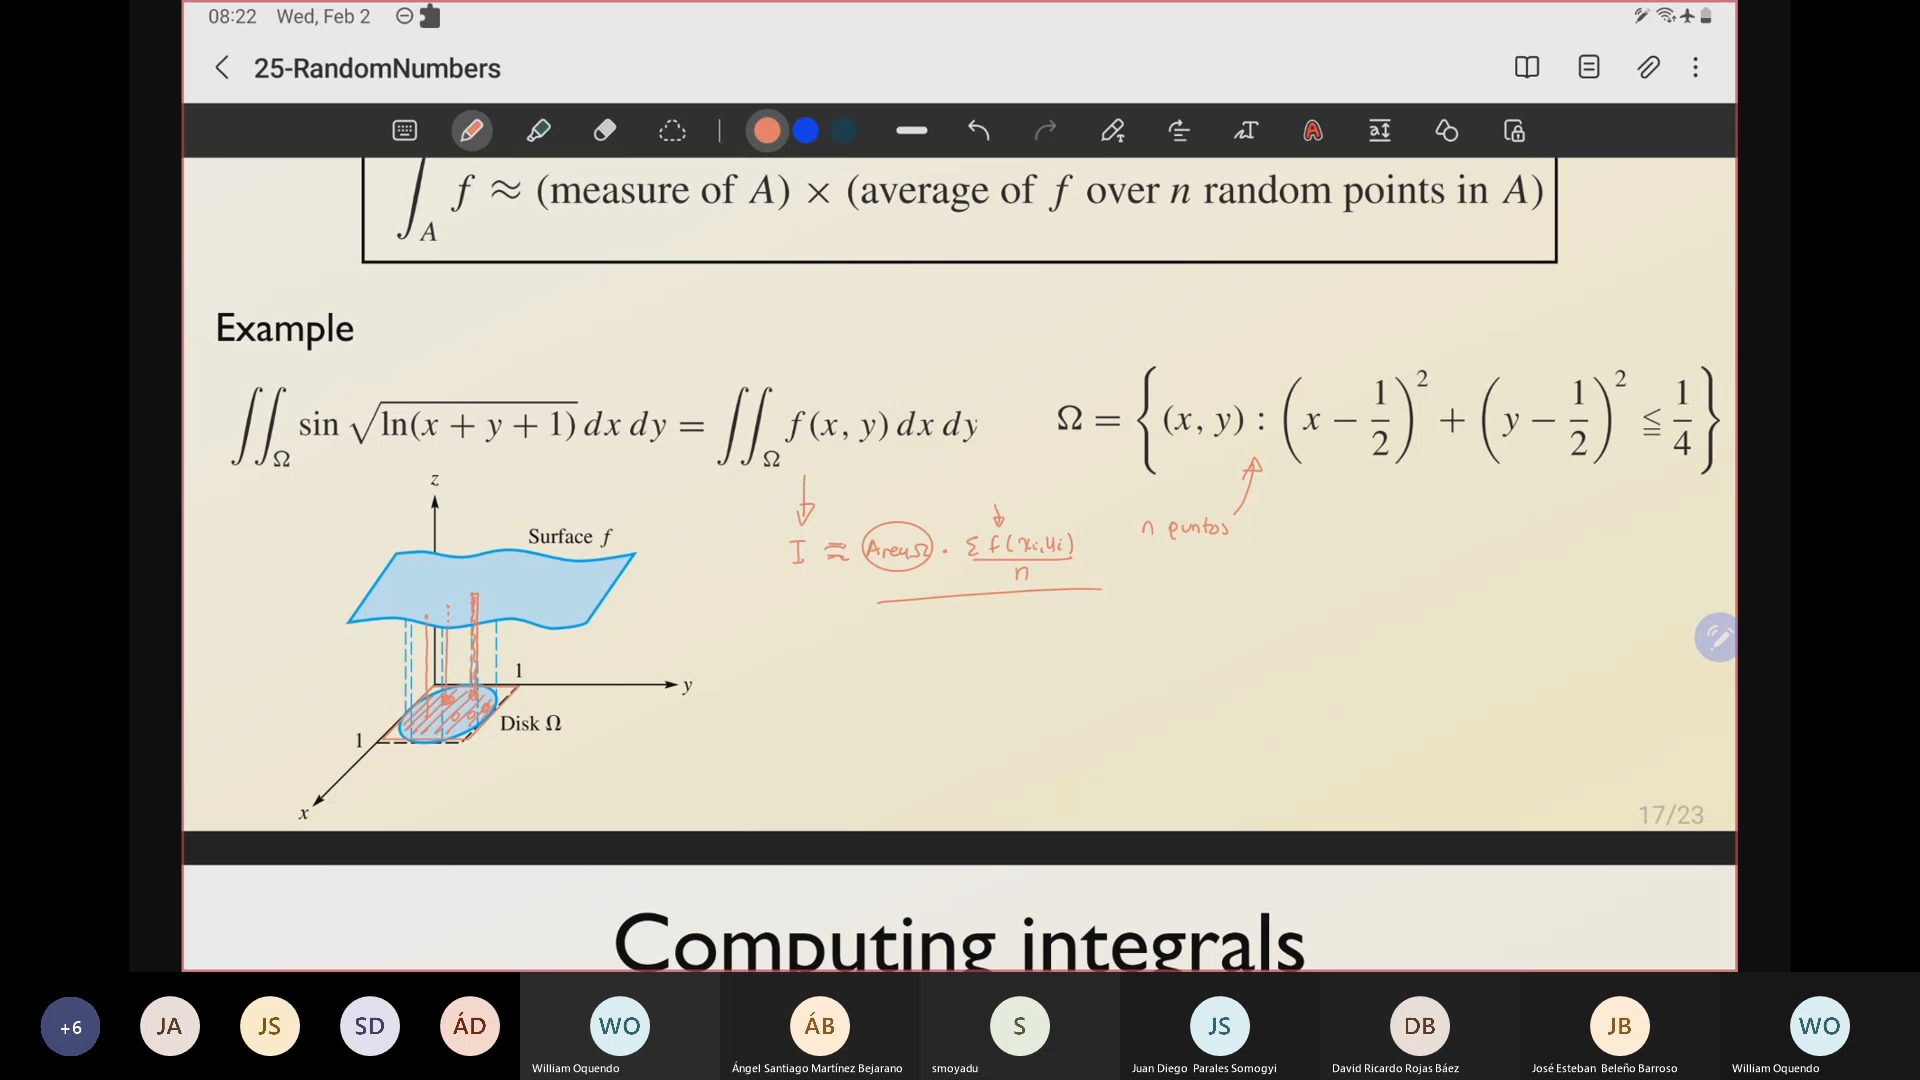 08:22 Wed, Feb 2
25-RandomNumbers
∫_A f ≈ (measure of A) × (average of f over n random points in A)
Example
∬_Ω sin √ln(x + y + 1) dx dy = ∬_Ω f(x, y) dx dy
Ω = { (x, y) : (x − 1/2)² + (y − 1/2)² ≦ 1/4 }
n puntos
I ≈ AreaΩ · Σ f(xi,yi) / n
z
Surface f
1
y
Disk Ω
1
x
17/23
Computing integrals
+6 JA JS SD ÁD WO ÁB S JS DB JB WO
William Oquendo Ángel Santiago Martínez Bejarano smoyadu Juan Diego Parales Somogyi David Ricardo Rojas Báez José Esteban Beleño Barroso William Oquendo